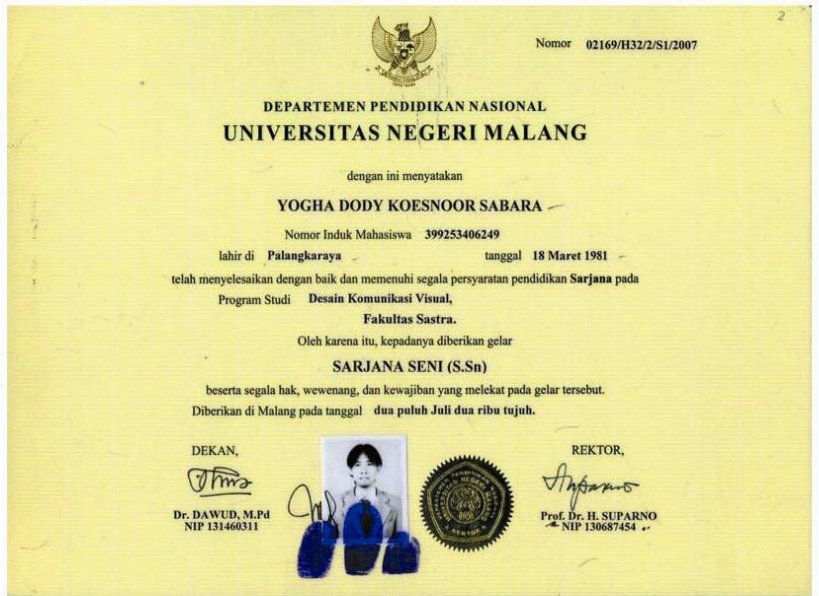 2
Nomor 02169/H32/2/S1/2007
DEPARTEMEN PENDIDIKAN NASIONAL
UNIVERSITAS NEGERI MALANG
dengan ini menyatakan
YOGHA DODY KOESNOOR SABARA
Nomor Induk Mahasiswa 399253406249
lahir di Palangkaraya tanggal 18 Maret 1981
telah menyelesaikan dengan baik dan memenuhi segala persyaratan pendidikan Sarjana pada
Program Studi Desain Komunikasi Visual,
Fakultas Sastra.
Oleh karena itu, kepadanya diberikan gelar
SARJANA SENI (S.Sn)
beserta segala hak, wewenang, dan kewajiban yang melekat pada gelar tersebut.
Diberikan di Malang pada tanggal dua puluh Juli dua ribu tujuh.
DEKAN,
Dr. DAWUD, M.Pd
NIP 131460311
REKTOR,
Prof. Dr. H. SUPARNO
NIP 130687454